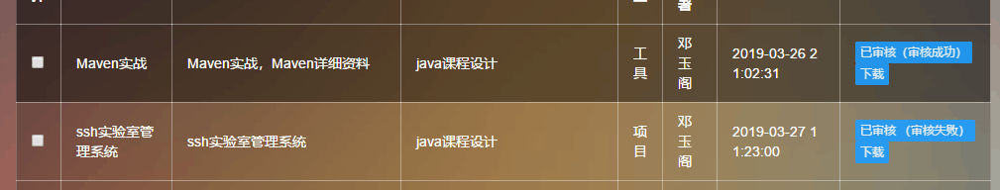 署
Maven实战
Maven实战，Maven详细资料
java课程设计
工
具
邓
玉
阁
2019-03-26 2
1:02:31
已审核（审核成功）
下载
ssh实验室管
理系统
ssh实验室管理系统
java课程设计
项
目
邓
玉
阁
2019-03-27 1
1:23:00
已审核 （审核失败）
下载